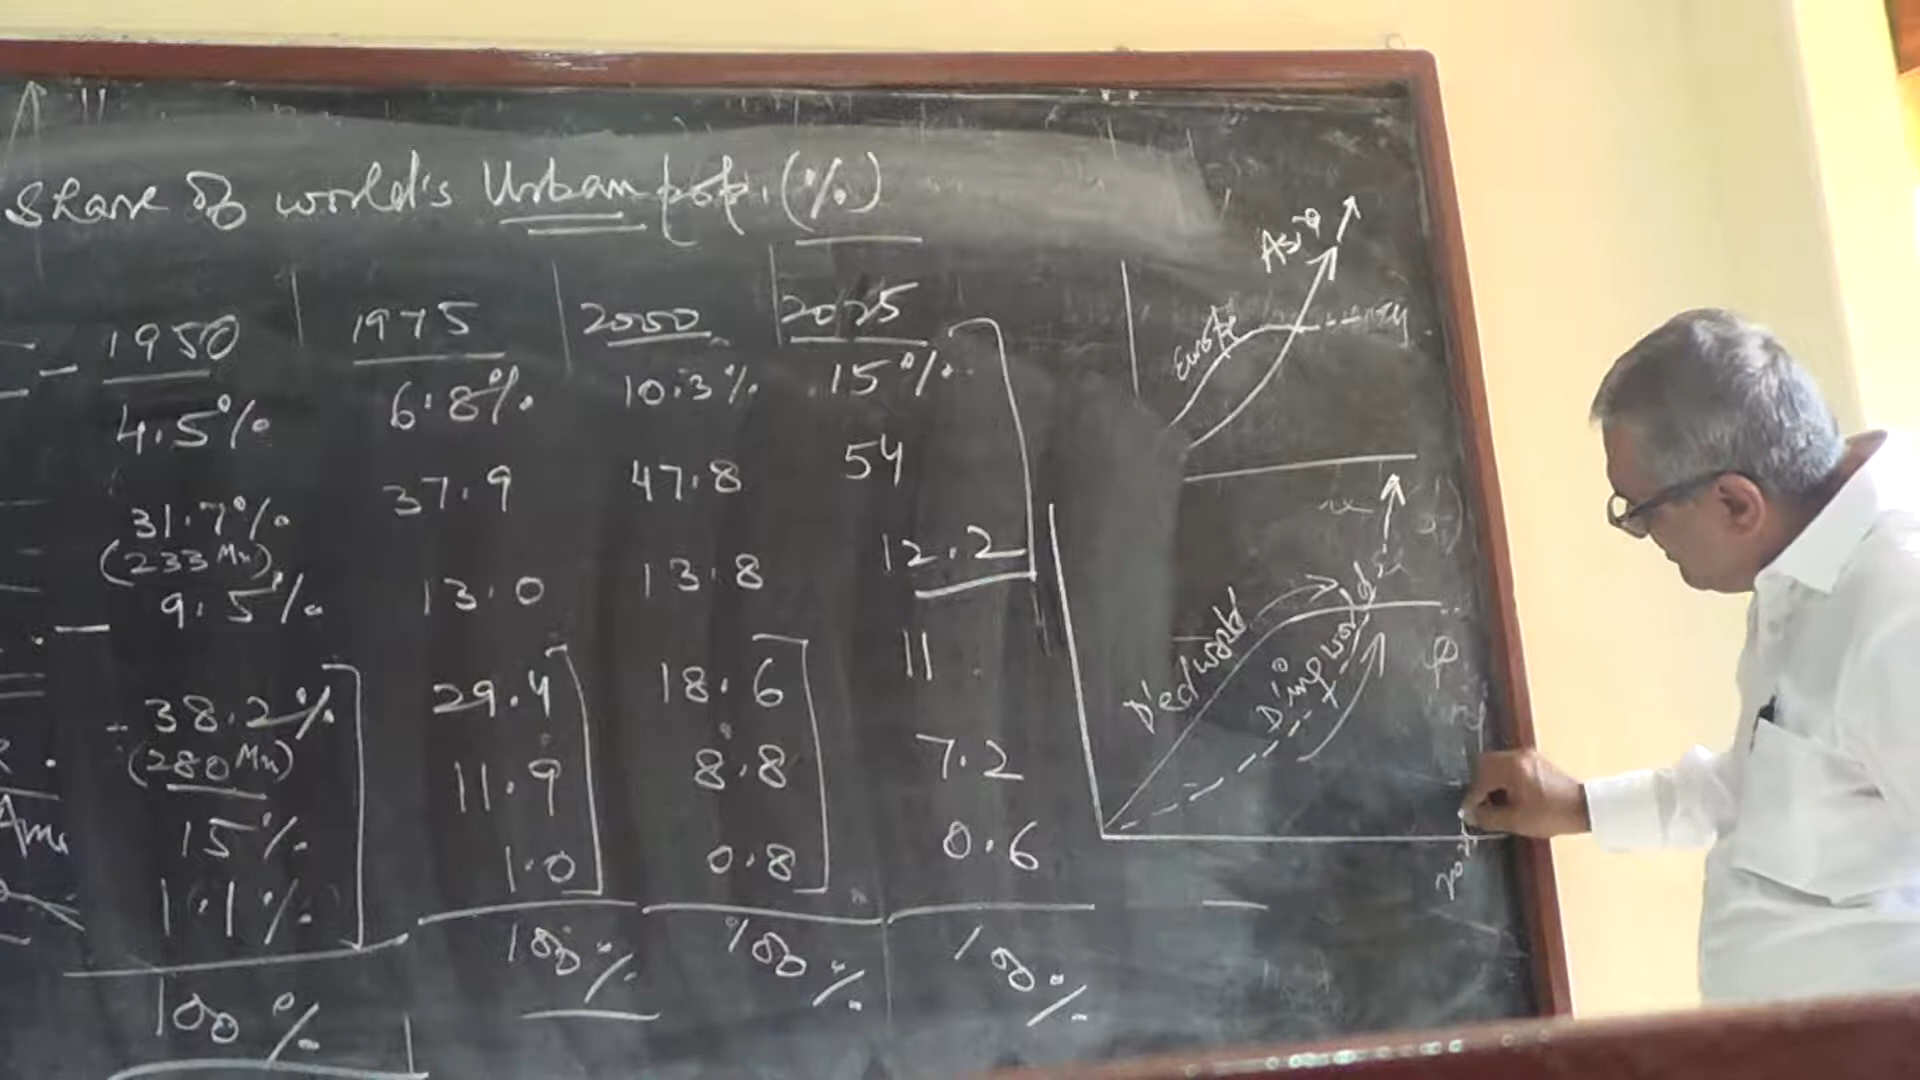 Share of world's Urban pop. (%)
1950 1975 2000 2025
4.5% 6.8% 10.3% 15%
31.7% 37.9 47.8 54
(233 Mn)
9.5% 13.0 13.8 12.2
38.2% 29.4 18.6 11
(280 Mn)
15% 11.9 8.8 7.2
1.1% 1.0 0.8 0.6
100% 100% 100% 100%
Asia
Europe
D'ed world
D'ing world